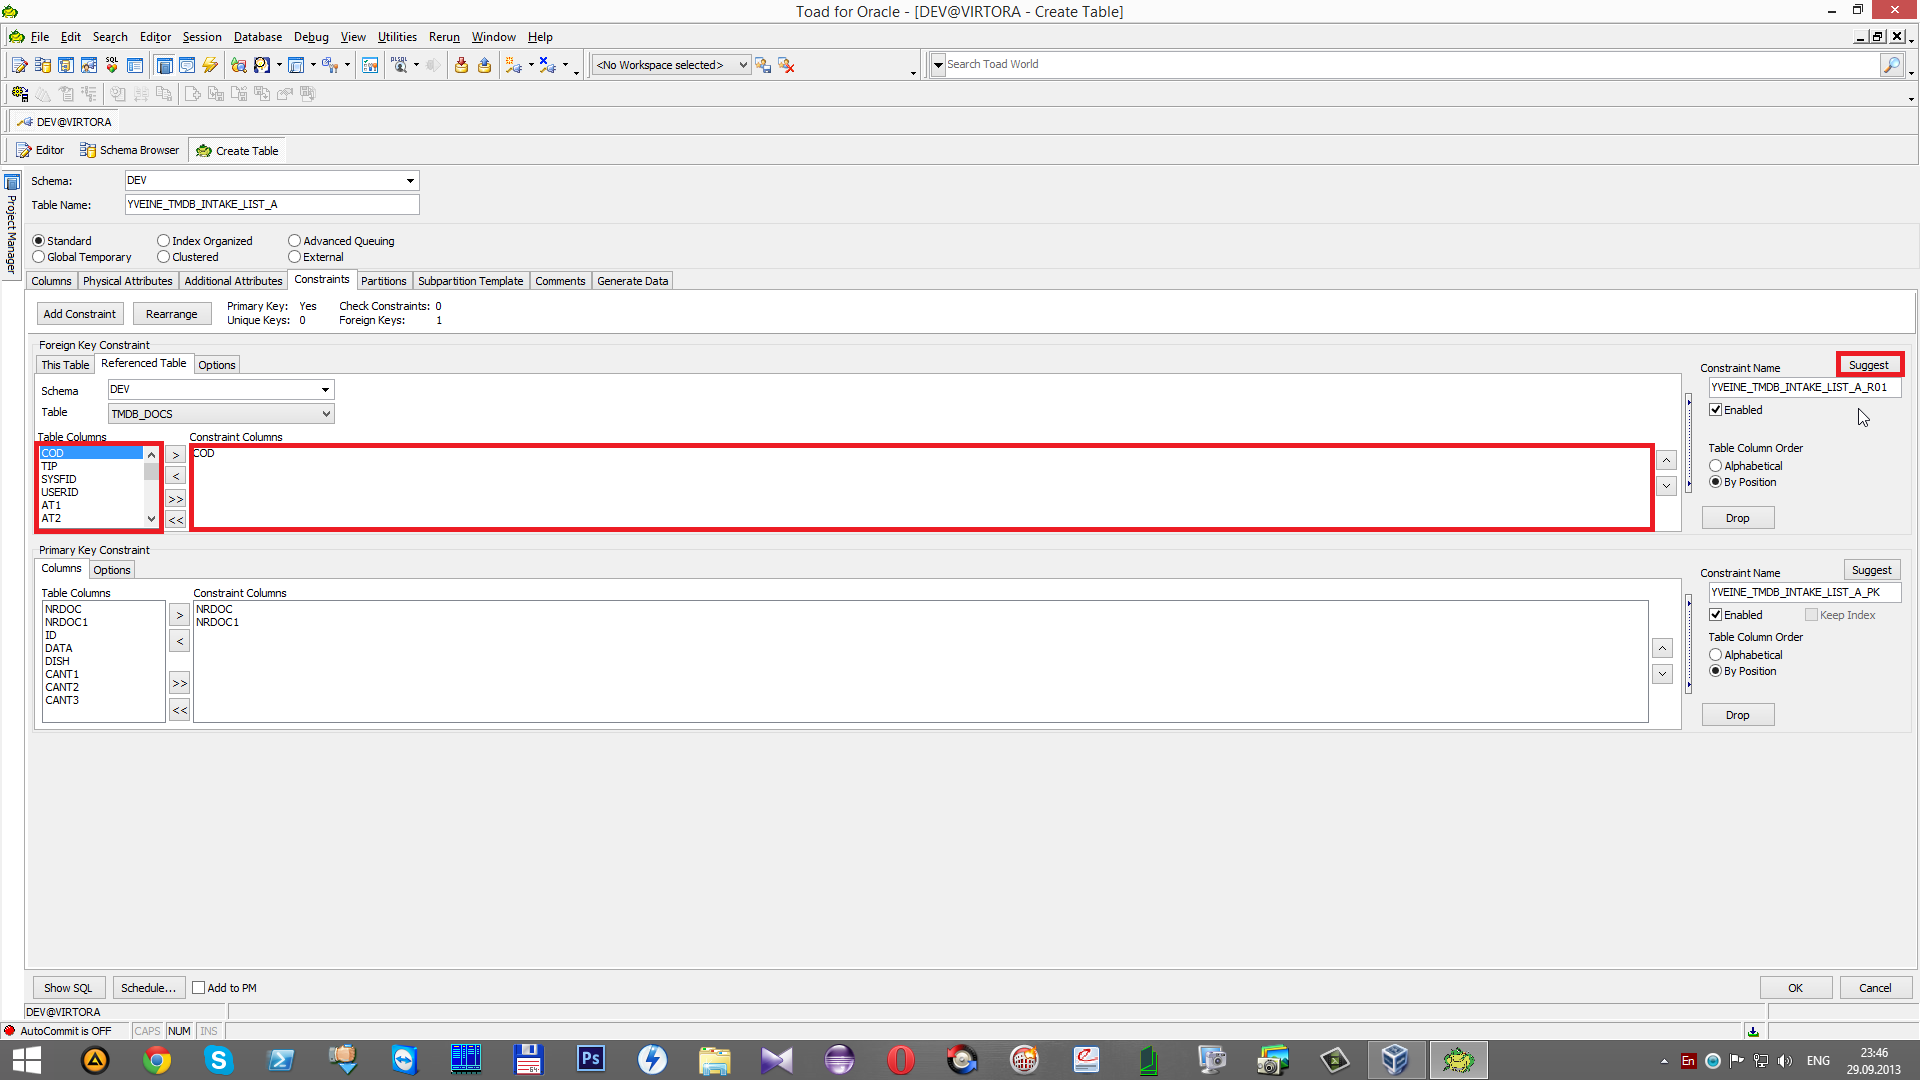 Toad for Oracle - [DEV@VIRTORA - Create Table]
File Edit Search Editor Session Database Debug View Utilities Rerun Window Help
SQL
<No Workspace selected>
Search Toad World
DEV@VIRTORA
Editor Schema Browser Create Table
Project Manager
Schema: DEV
Table Name: YVEINE_TMDB_INTAKE_LIST_A
Standard Index Organized Advanced Queuing
Global Temporary Clustered External
Columns Physical Attributes Additional Attributes Constraints Partitions Subpartition Template Comments Generate Data
Add Constraint Rearrange
Primary Key: Yes Check Constraints: 0
Unique Keys: 0 Foreign Keys: 1
Foreign Key Constraint
This Table Referenced Table Options
Schema DEV
Table TMDB_DOCS
Table Columns Constraint Columns
COD
TIP
SYSFID
USERID
AT1
AT2
>
<
>>
<<
COD
Constraint Name Suggest
YVEINE_TMDB_INTAKE_LIST_A_R01
Enabled
Table Column Order
Alphabetical
By Position
Drop
Primary Key Constraint
Columns Options
Table Columns Constraint Columns
NRDOC
NRDOC1
ID
DATA
DISH
CANT1
CANT2
CANT3
>
<
>>
<<
NRDOC
NRDOC1
Constraint Name Suggest
YVEINE_TMDB_INTAKE_LIST_A_PK
Enabled Keep Index
Table Column Order
Alphabetical
By Position
Drop
Show SQL Schedule... Add to PM OK Cancel
DEV@VIRTORA
AutoCommit is OFF CAPS NUM INS
Ps
64
En
ENG
23:46
29.09.2013